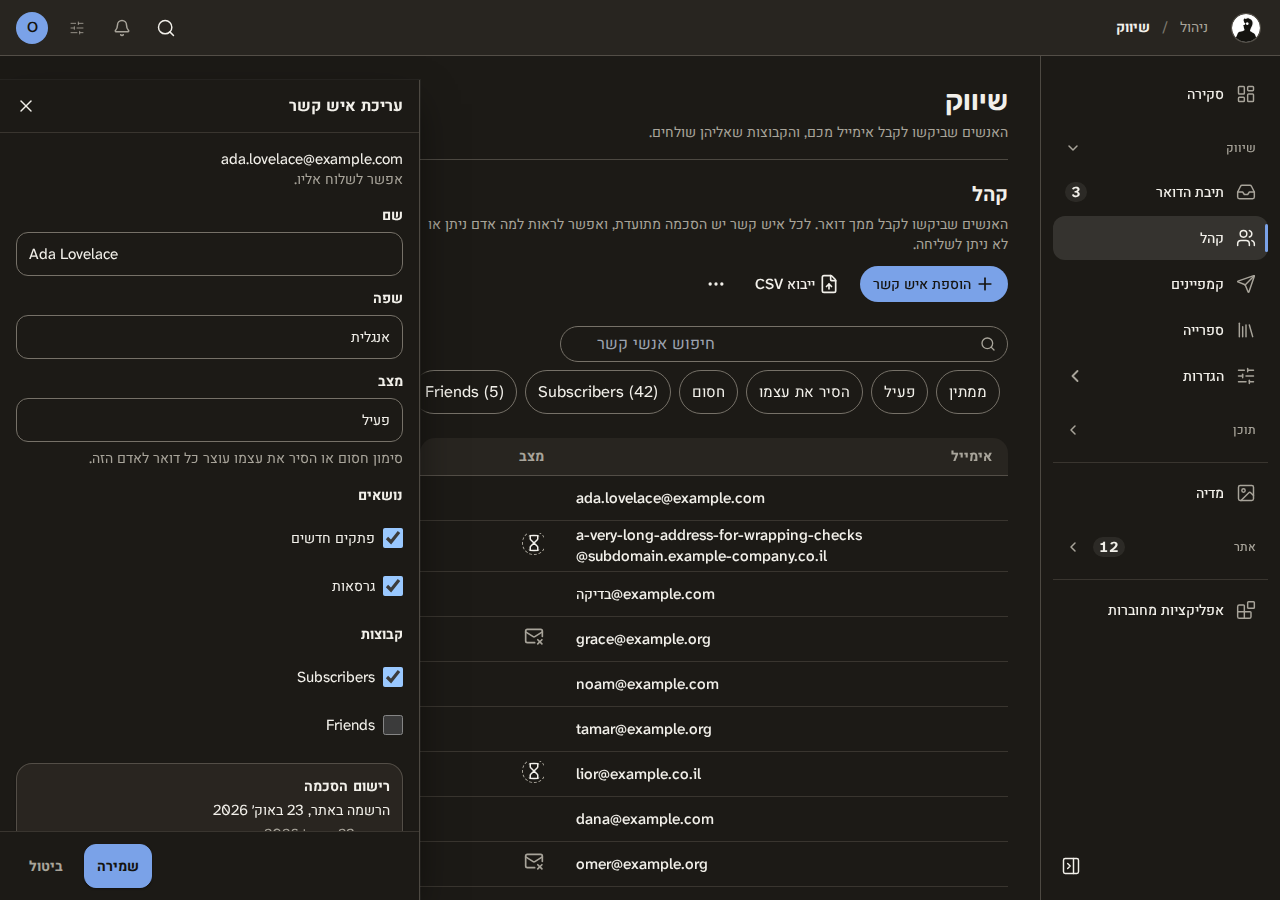 ניהול / שיווק
O
סקירה
שיווק
תיבת הדואר 3
קהל
קמפיינים
ספרייה
הגדרות
תוכן
מדיה
אתר 12
אפליקציות מחוברות
שיווק
האנשים שביקשו לקבל אימייל מכם, והקבוצות שאליהן שולחים.
קהל
האנשים שביקשו לקבל ממך דואר. לכל איש קשר יש הסכמה מתועדת, ואפשר לראות למה אדם ניתן או
לא ניתן לשליחה.
הוספת איש קשר
ייבוא CSV
חיפוש אנשי קשר
ממתין
פעיל
הסיר את עצמו
חסום
Subscribers (42)
Friends (5)
אימייל מצב
ada.lovelace@example.com
a-very-long-address-for-wrapping-checks
@subdomain.example-company.co.il
בדיקה@example.com
grace@example.org
noam@example.com
tamar@example.org
lior@example.co.il
dana@example.com
omer@example.org
עריכת איש קשר
ada.lovelace@example.com
אפשר לשלוח אליו.
שם
Ada Lovelace
שפה
אנגלית
מצב
פעיל
סימון חסום או הסיר את עצמו עוצר כל דואר לאדם הזה.
נושאים
פתקים חדשים
גרסאות
קבוצות
Subscribers
Friends
רישום הסכמה
הרשמה באתר, 23 באוק׳ 2026
שמירה
ביטול